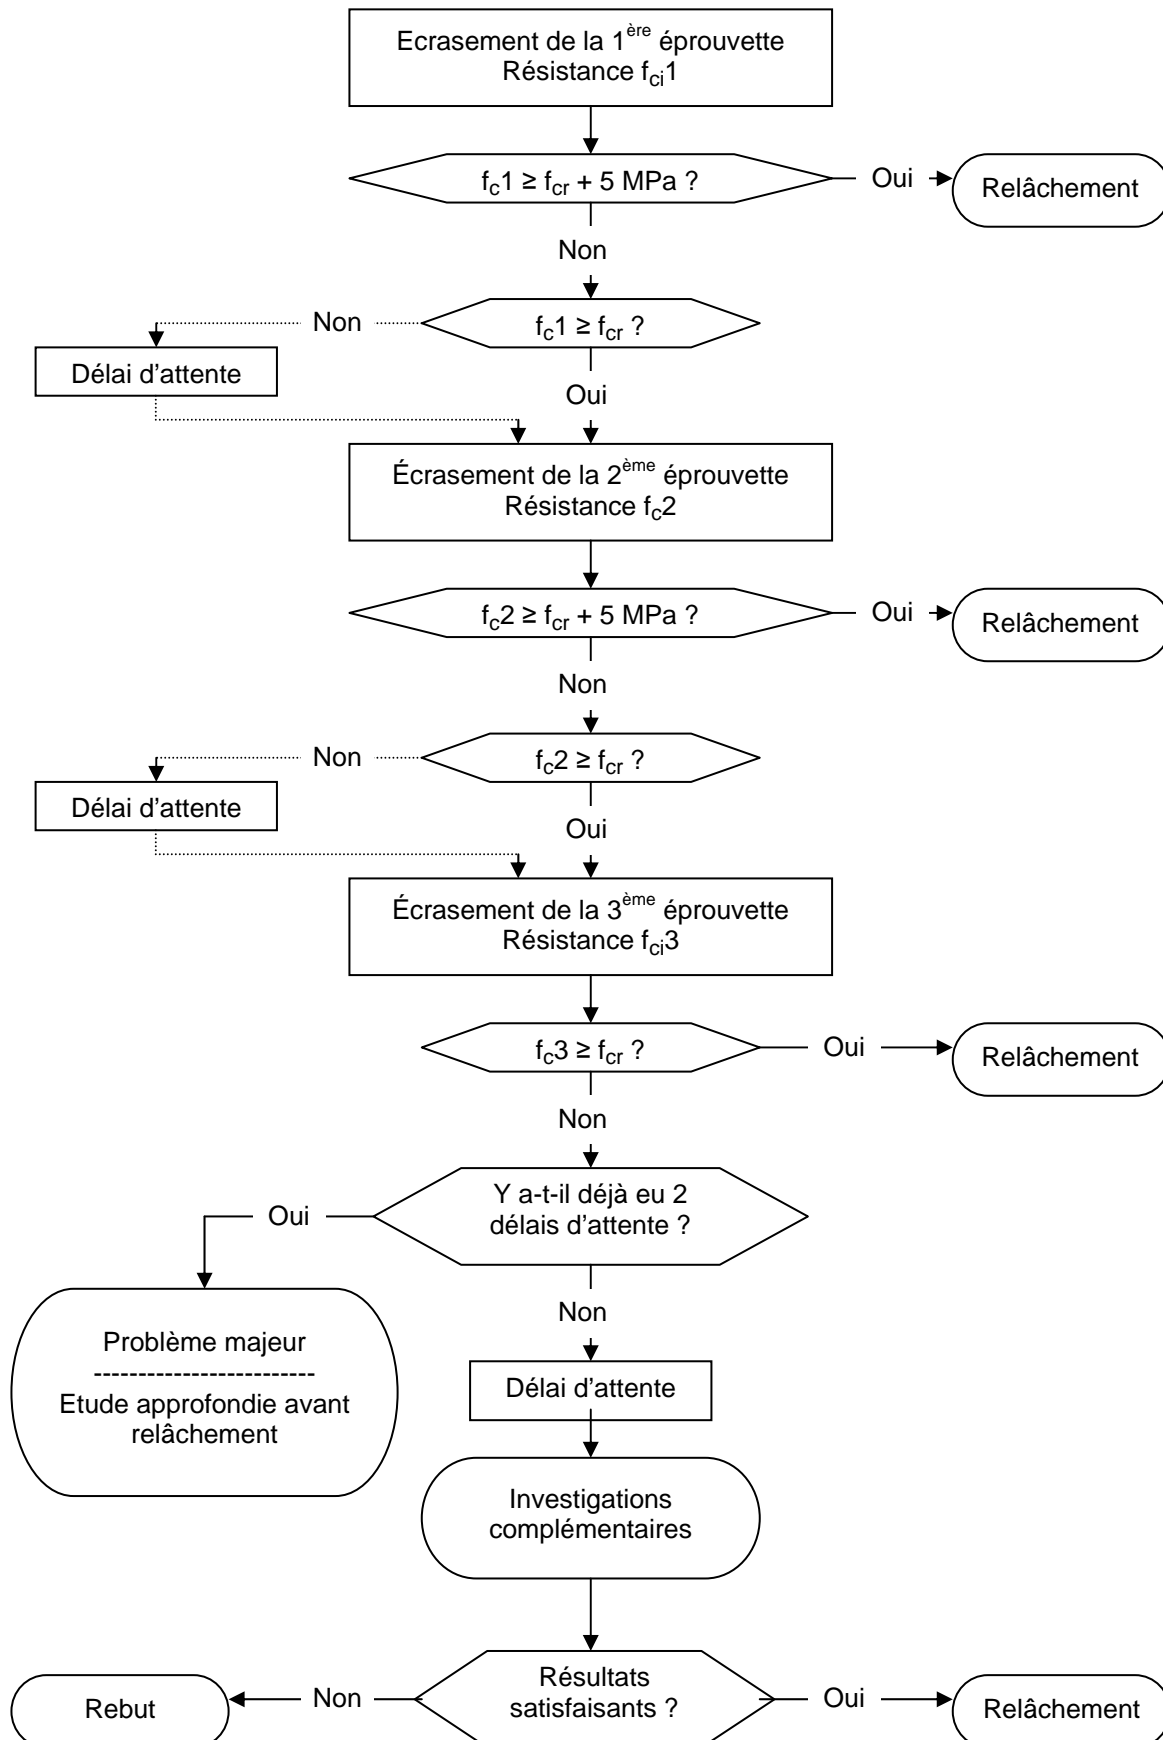 Ecrasement de la 1ère éprouvette
Résistance fci1
fc1 ≥ fcr + 5 MPa ?
Oui
Relâchement
Non
fc1 ≥ fcr ?
Non
Délai d'attente
Oui
Écrasement de la 2ème éprouvette
Résistance fc2
fc2 ≥ fcr + 5 MPa ?
Oui
Relâchement
Non
fc2 ≥ fcr ?
Non
Délai d'attente
Oui
Écrasement de la 3ème éprouvette
Résistance fci3
fc3 ≥ fcr ?
Oui
Relâchement
Non
Y a-t-il déjà eu 2
délais d'attente ?
Oui
Problème majeur
-------------------------
Etude approfondie avant
relâchement
Non
Délai d'attente
Investigations
complémentaires
Résultats
satisfaisants ?
Non
Rebut
Oui
Relâchement